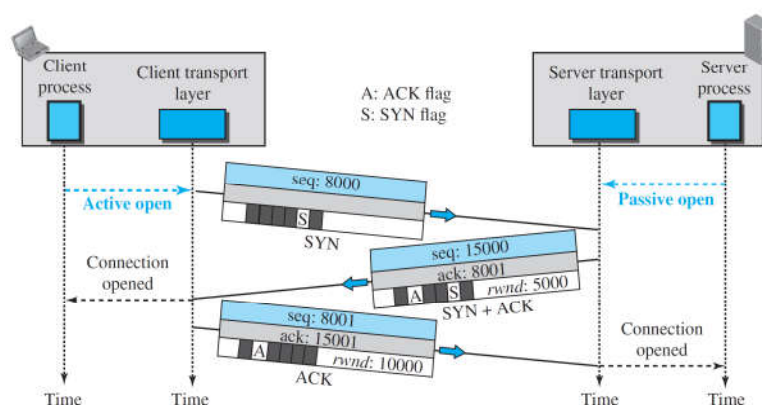 Client
process
Client transport
layer
A: ACK flag
S: SYN flag
Server transport
layer
Server
process
Active open
seq: 8000
S
SYN
Passive open
seq: 15000
ack: 8001
A S rwnd: 5000
SYN + ACK
Connection
opened
seq: 8001
ack: 15001
A rwnd: 10000
ACK
Connection
opened
Time
Time
Time
Time